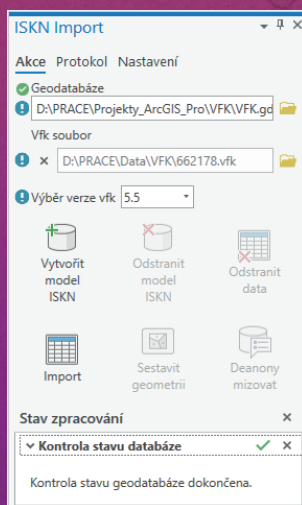 ISKN Import
Akce Protokol Nastavení
Geodatabáze
D:\PRACE\Projekty_ArcGIS_Pro\VFK\VFK.gd
Vfk soubor
D:\PRACE\Data\VFK\662178.vfk
Výběr verze vfk 5.5
Vytvořit
model
ISKN
Odstranit
model
ISKN
Odstranit
data
Import
Sestavit
geometrii
Deanony
mizovat
Stav zpracování
Kontrola stavu databáze
Kontrola stavu geodatabáze dokončena.